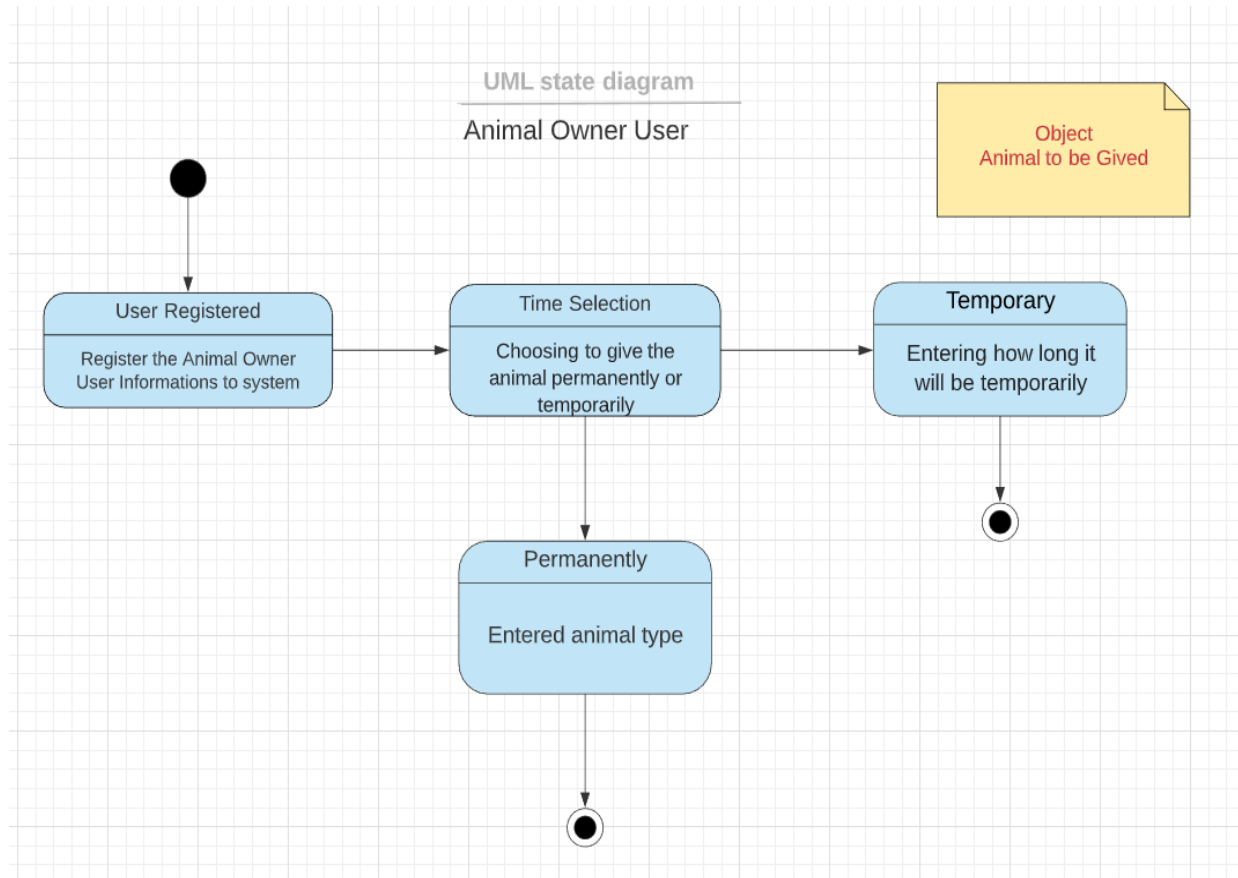 UML state diagram
Animal Owner User
Object
Animal to be Gived
User Registered
Register the Animal Owner
User Informations to system
Time Selection
Choosing to give the
animal permanently or
temporarily
Temporary
Entering how long it
will be temporarily
Permanently
Entered animal type